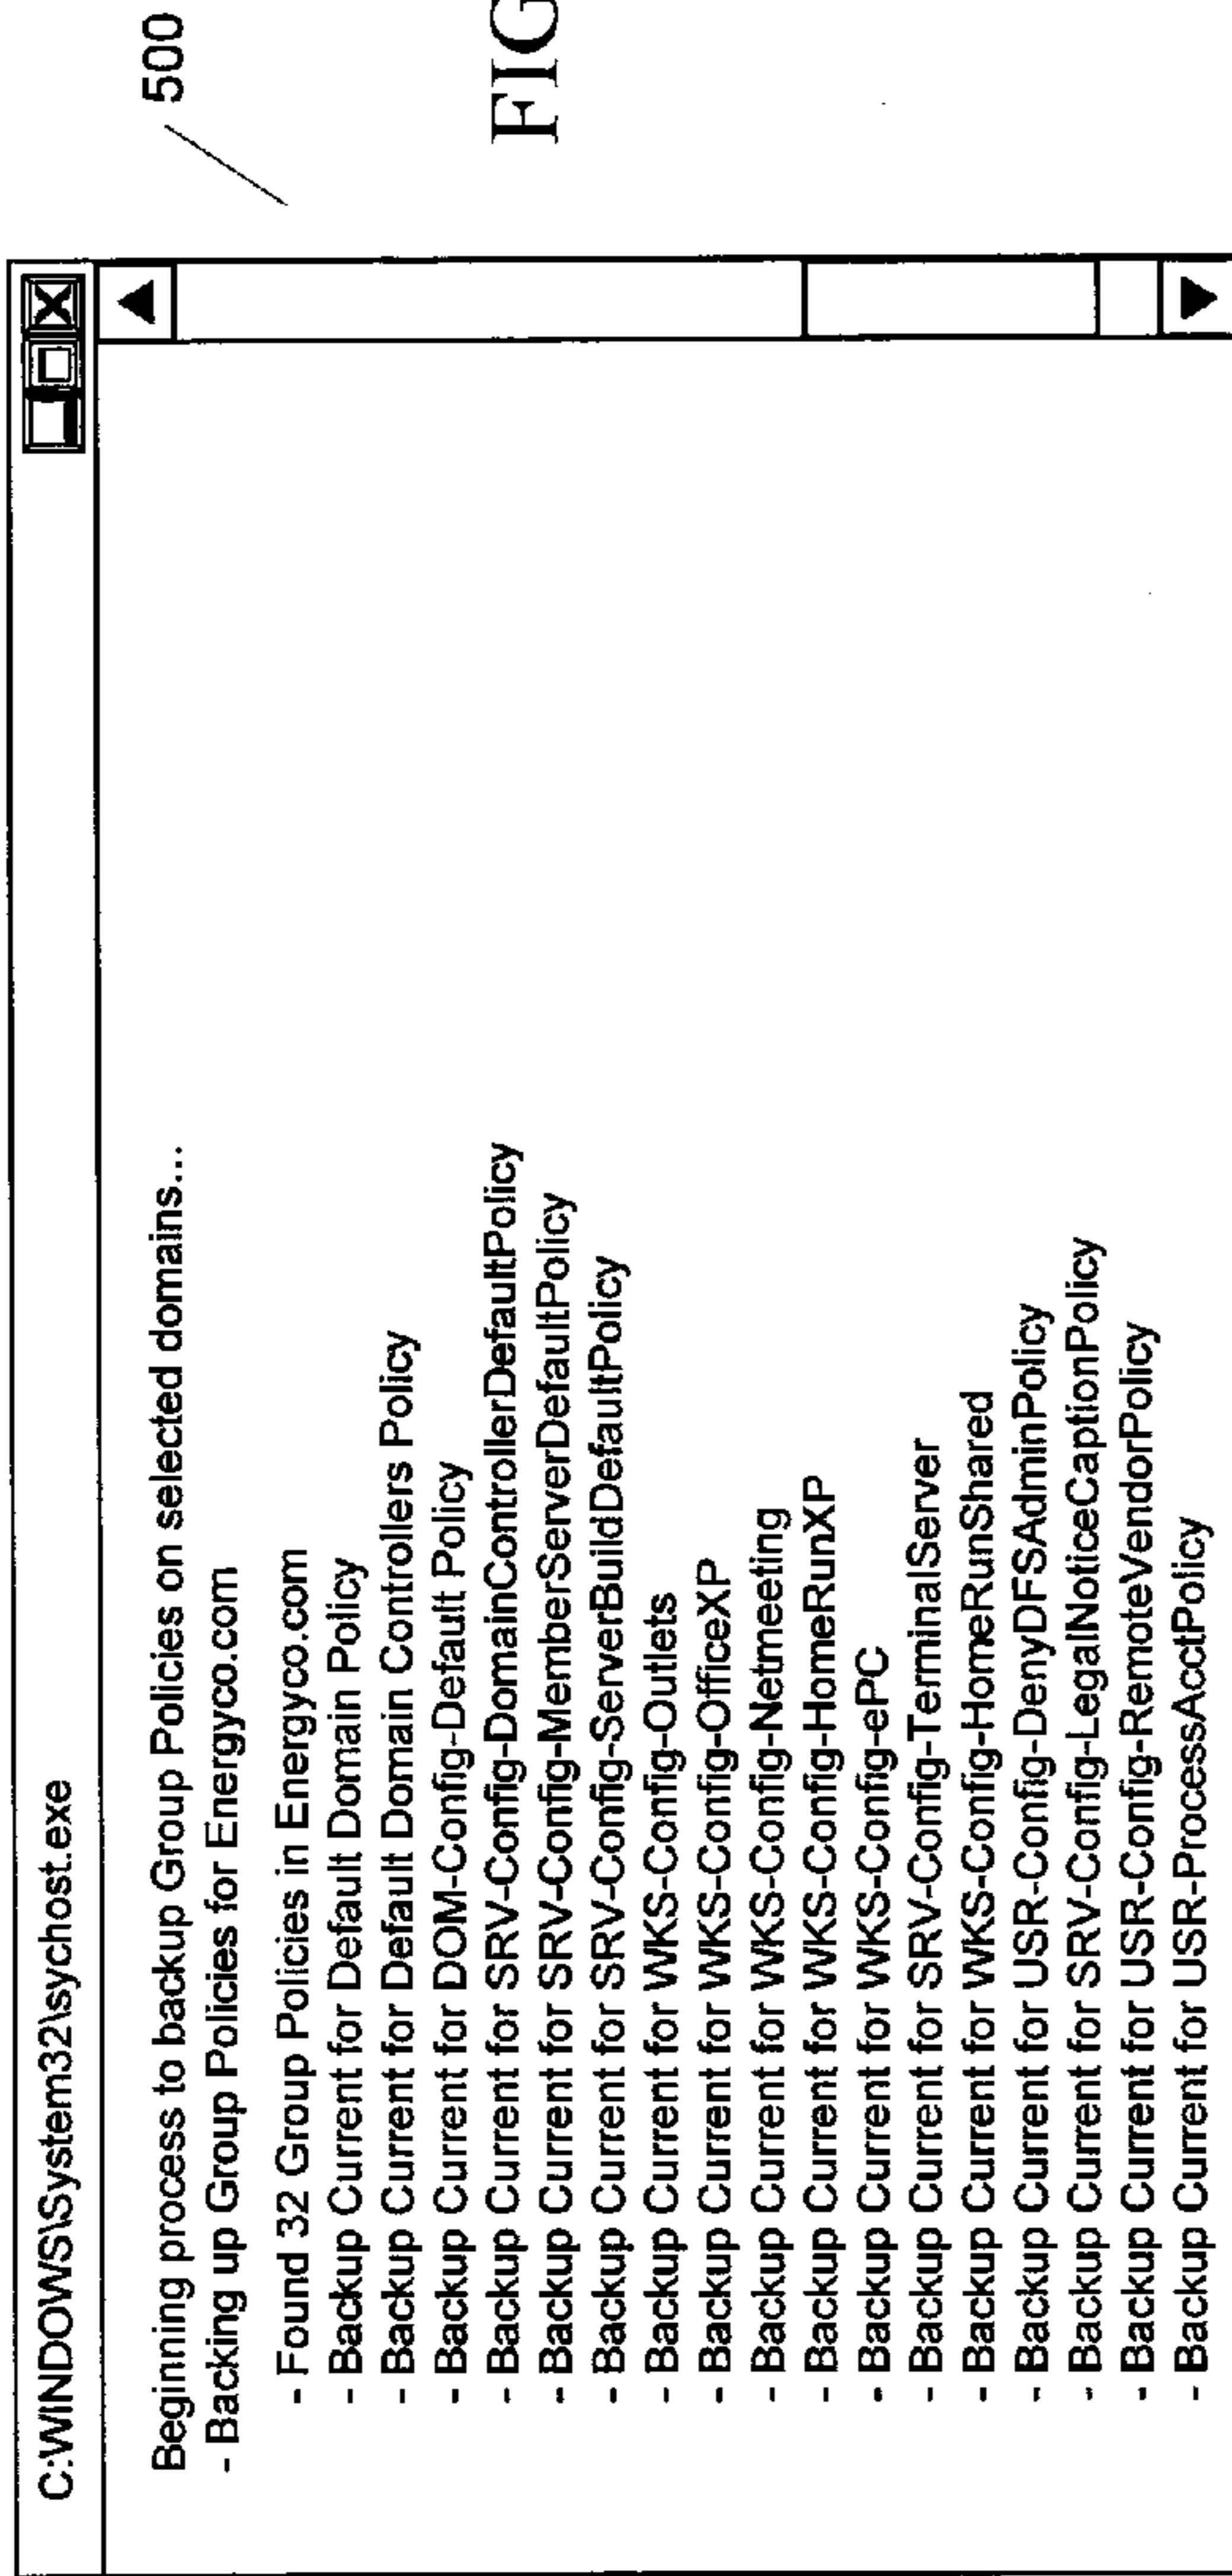 C:WINDOWS\System32\sychost.exe
500
Beginning process to backup Group Policies on selected domains...
- Backing up Group Policies for Energyco.com
- Found 32 Group Policies in Energyco.com
- Backup Current for Default Domain Policy
- Backup Current for Default Domain Controllers Policy
- Backup Current for DOM-Config-Default Policy
- Backup Current for SRV-Config-DomainControllerDefaultPolicy
- Backup Current for SRV-Config-MemberServerDefaultPolicy
- Backup Current for SRV-Config-ServerBuildDefaultPolicy
- Backup Current for WKS-Config-Outlets
- Backup Current for WKS-Config-OfficeXP
- Backup Current for WKS-Config-Netmeeting
- Backup Current for WKS-Config-HomeRunXP
- Backup Current for WKS-Config-ePC
- Backup Current for SRV-Config-TerminalServer
- Backup Current for WKS-Config-HomeRunShared
- Backup Current for USR-Config-DenyDFSAdminPolicy
- Backup Current for SRV-Config-LegalNoticeCaptionPolicy
- Backup Current for USR-Config-RemoteVendorPolicy
- Backup Current for USR-ProcessAcctPolicy
FIG